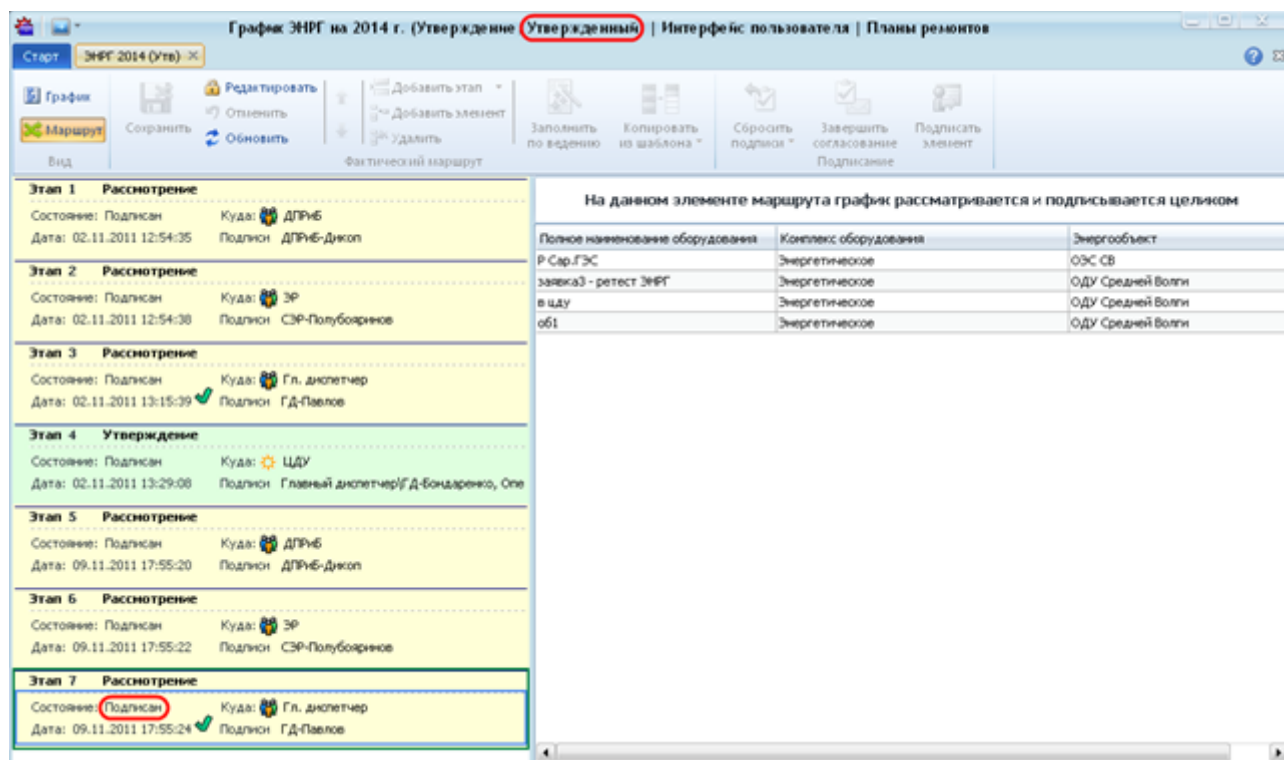 График ЭНРГ на 2014 г. (Утверждение Утвержденный) | Интерфейс пользователя | Планы ремонтов
Старт ЭНРГ 2014 (Утв)
График
Маршрут
Вид
Сохранить
Редактировать
Отменить
Обновить
Добавить этап
Добавить элемент
Удалить
Фактический маршрут
Заполнить по ведению
Копировать из шаблона
Сбросить подписи
Завершить согласование
Подписать элемент
Подписание
Этап 1 Рассмотрение
Состояние: Подписан Куда: ДПРиБ
Дата: 02.11.2011 12:54:35 Подписи ДПРиБ-Дикоп
Этап 2 Рассмотрение
Состояние: Подписан Куда: ЭР
Дата: 02.11.2011 12:54:38 Подписи СЭР-Полубояринов
Этап 3 Рассмотрение
Состояние: Подписан Куда: Гл. диспетчер
Дата: 02.11.2011 13:15:39 Подписи ГД-Павлов
Этап 4 Утверждение
Состояние: Подписан Куда: ЦДУ
Дата: 02.11.2011 13:29:08 Подписи Главный диспетчер\ГД-Бондаренко, Опе
Этап 5 Рассмотрение
Состояние: Подписан Куда: ДПРиБ
Дата: 09.11.2011 17:55:20 Подписи ДПРиБ-Дикоп
Этап 6 Рассмотрение
Состояние: Подписан Куда: ЭР
Дата: 09.11.2011 17:55:22 Подписи СЭР-Полубояринов
Этап 7 Рассмотрение
Состояние: Подписан Куда: Гл. диспетчер
Дата: 09.11.2011 17:55:24 Подписи ГД-Павлов
На данном элементе маршрута график рассматривается и подписывается целиком
Полное наименование оборудования Комплекс оборудования Энергообъект
Р Сар.ГЭС Энергетическое ОЭС СВ
заявка3 - ретест ЭНРГ Энергетическое ОДУ Средней Волги
в цду Энергетическое ОДУ Средней Волги
об1 Энергетическое ОДУ Средней Волги